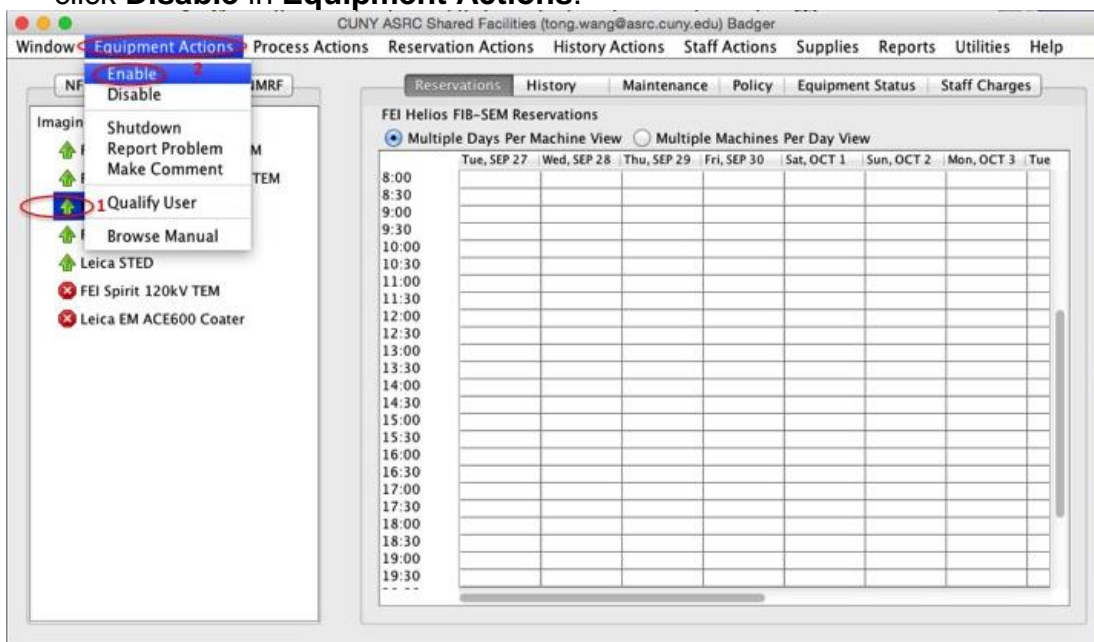 click Disable in Equipment Actions.
CUNY ASRC Shared Facilities (tong.wang@asrc.cuny.edu) Badger
Window Equipment Actions Process Actions Reservation Actions History Actions Staff Actions Supplies Reports Utilities Help
Enable 2
Disable
Shutdown
Report Problem
Make Comment
1 Qualify User
Browse Manual
NF
MRF
Imagin
M
TEM
Leica STED
FEI Spirit 120kV TEM
Leica EM ACE600 Coater
Reservations History Maintenance Policy Equipment Status Staff Charges
FEI Helios FIB-SEM Reservations
Multiple Days Per Machine View Multiple Machines Per Day View
Tue, SEP 27 Wed, SEP 28 Thu, SEP 29 Fri, SEP 30 Sat, OCT 1 Sun, OCT 2 Mon, OCT 3 Tue
8:00
8:30
9:00
9:30
10:00
10:30
11:00
11:30
12:00
12:30
13:00
13:30
14:00
14:30
15:00
15:30
16:00
16:30
17:00
17:30
18:00
18:30
19:00
19:30